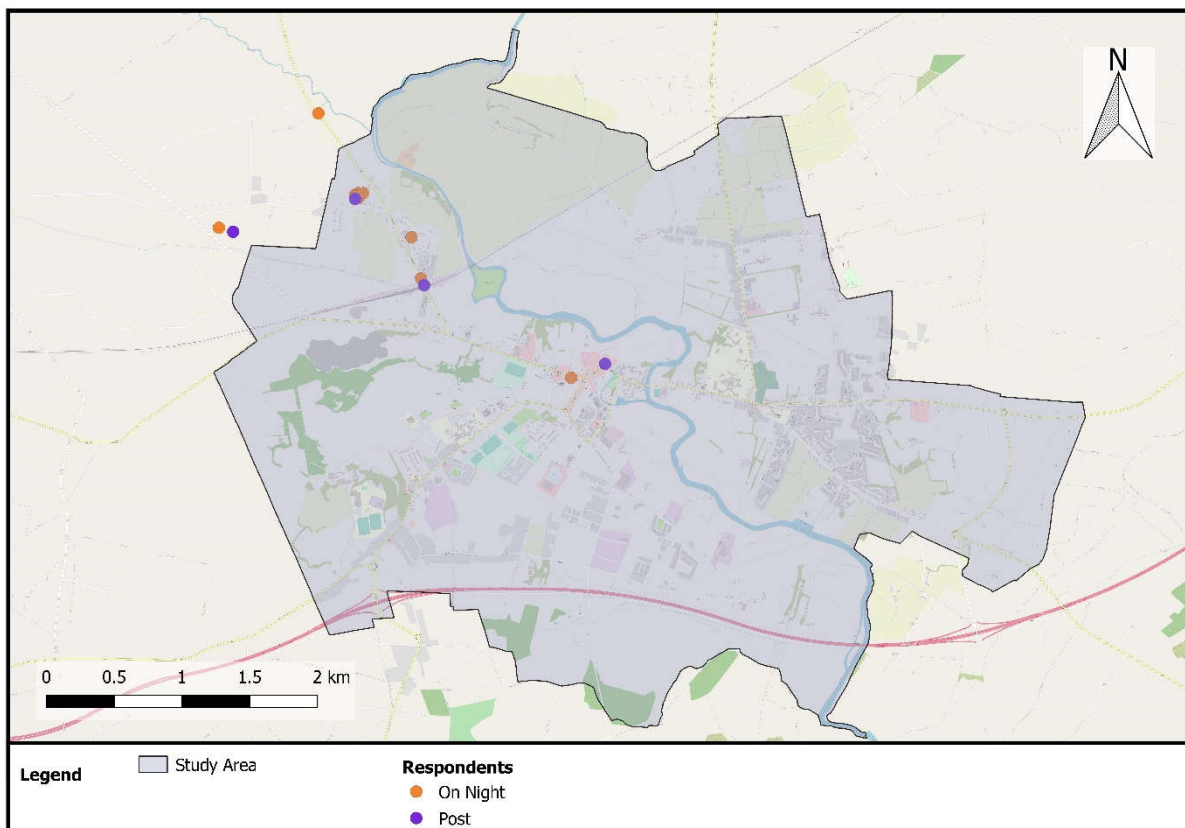 N
0 0.5 1 1.5 2 km
Legend
Study Area
Respondents
On Night
Post